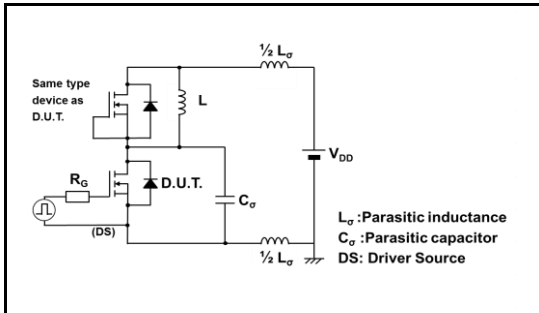 ½ Lσ
Same type
device as
D.U.T.
L
VDD
RG
D.U.T.
Cσ
(DS)
½ Lσ
Lσ :Parasitic inductance
Cσ :Parasitic capacitor
DS: Driver Source